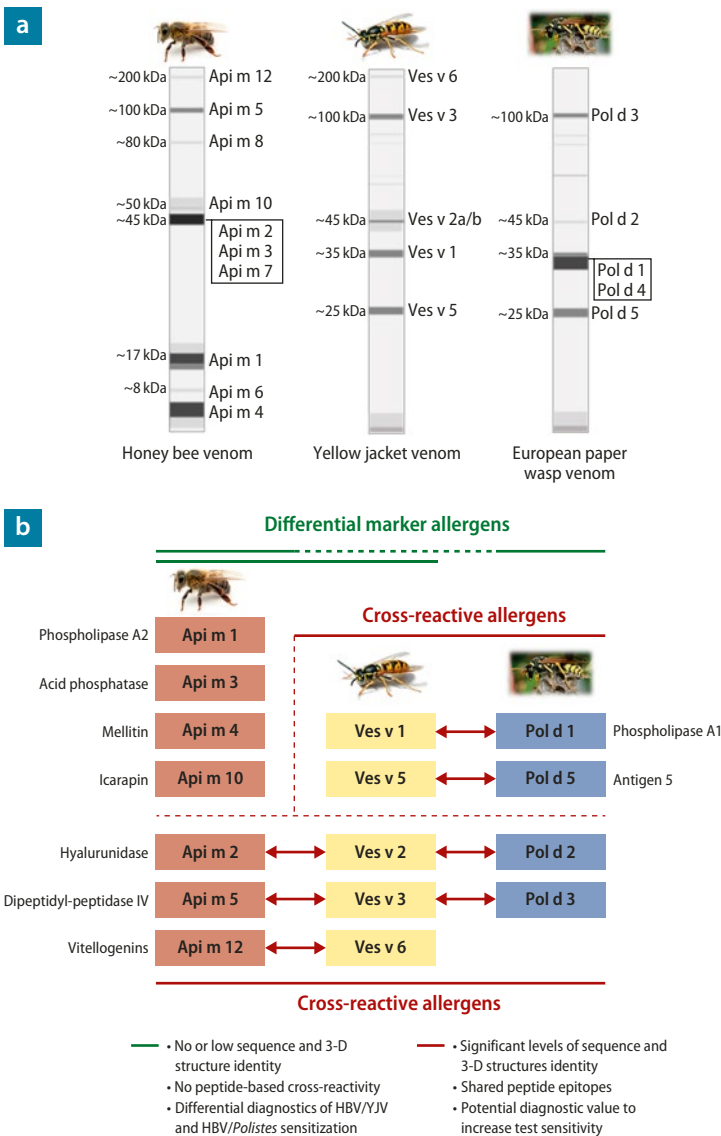 a
~200 kDa Api m 12
~100 kDa Api m 5
~80 kDa Api m 8
~50 kDa Api m 10
~45 kDa
Api m 2
Api m 3
Api m 7
~17 kDa Api m 1
~8 kDa Api m 6
Api m 4
Honey bee venom
~200 kDa Ves v 6
~100 kDa Ves v 3
~45 kDa Ves v 2a/b
~35 kDa Ves v 1
~25 kDa Ves v 5
Yellow jacket venom
~100 kDa Pol d 3
~45 kDa Pol d 2
~35 kDa
Pol d 1
Pol d 4
~25 kDa Pol d 5
European paper
wasp venom
b
Differential marker allergens
Cross-reactive allergens
Phospholipase A2 Api m 1
Acid phosphatase Api m 3
Mellitin Api m 4 Ves v 1 Pol d 1 Phospholipase A1
Icarapin Api m 10 Ves v 5 Pol d 5 Antigen 5
Hyalurunidase Api m 2 Ves v 2 Pol d 2
Dipeptidyl-peptidase IV Api m 5 Ves v 3 Pol d 3
Vitellogenins Api m 12 Ves v 6
Cross-reactive allergens
• No or low sequence and 3-D
structure identity
• No peptide-based cross-reactivity
• Differential diagnostics of HBV/YJV
and HBV/Polistes sensitization
• Significant levels of sequence and
3-D structures identity
• Shared peptide epitopes
• Potential diagnostic value to
increase test sensitivity